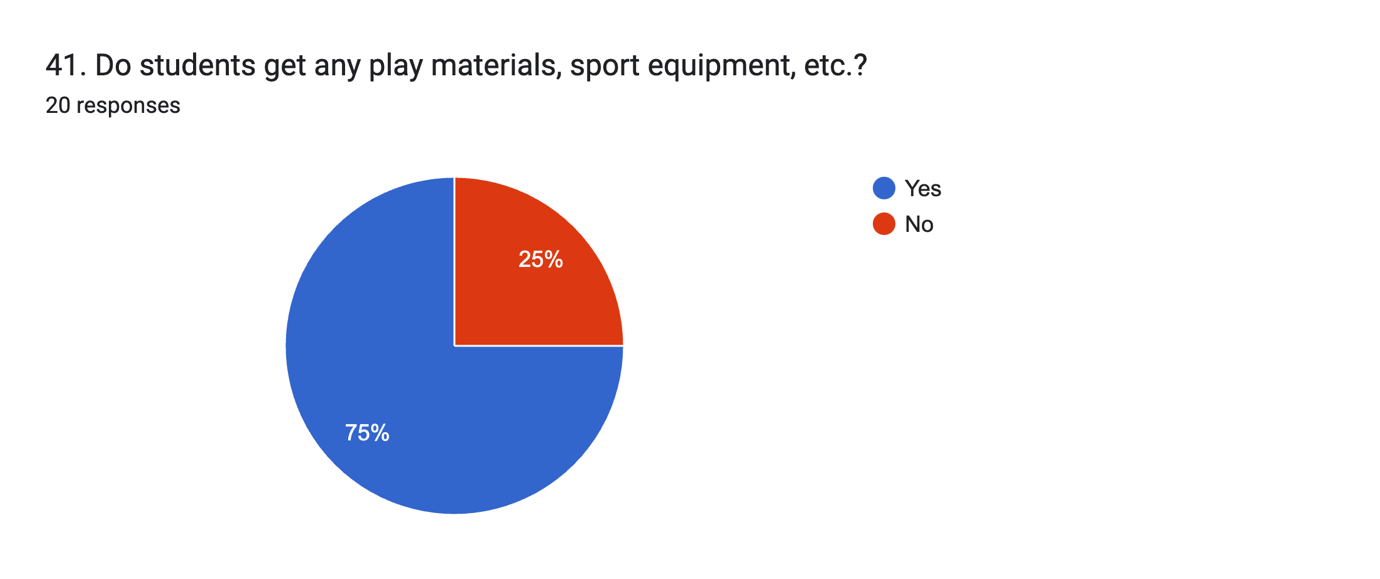 41. Do students get any play materials, sport equipment, etc.?
20 responses
Yes
No
25%
75%